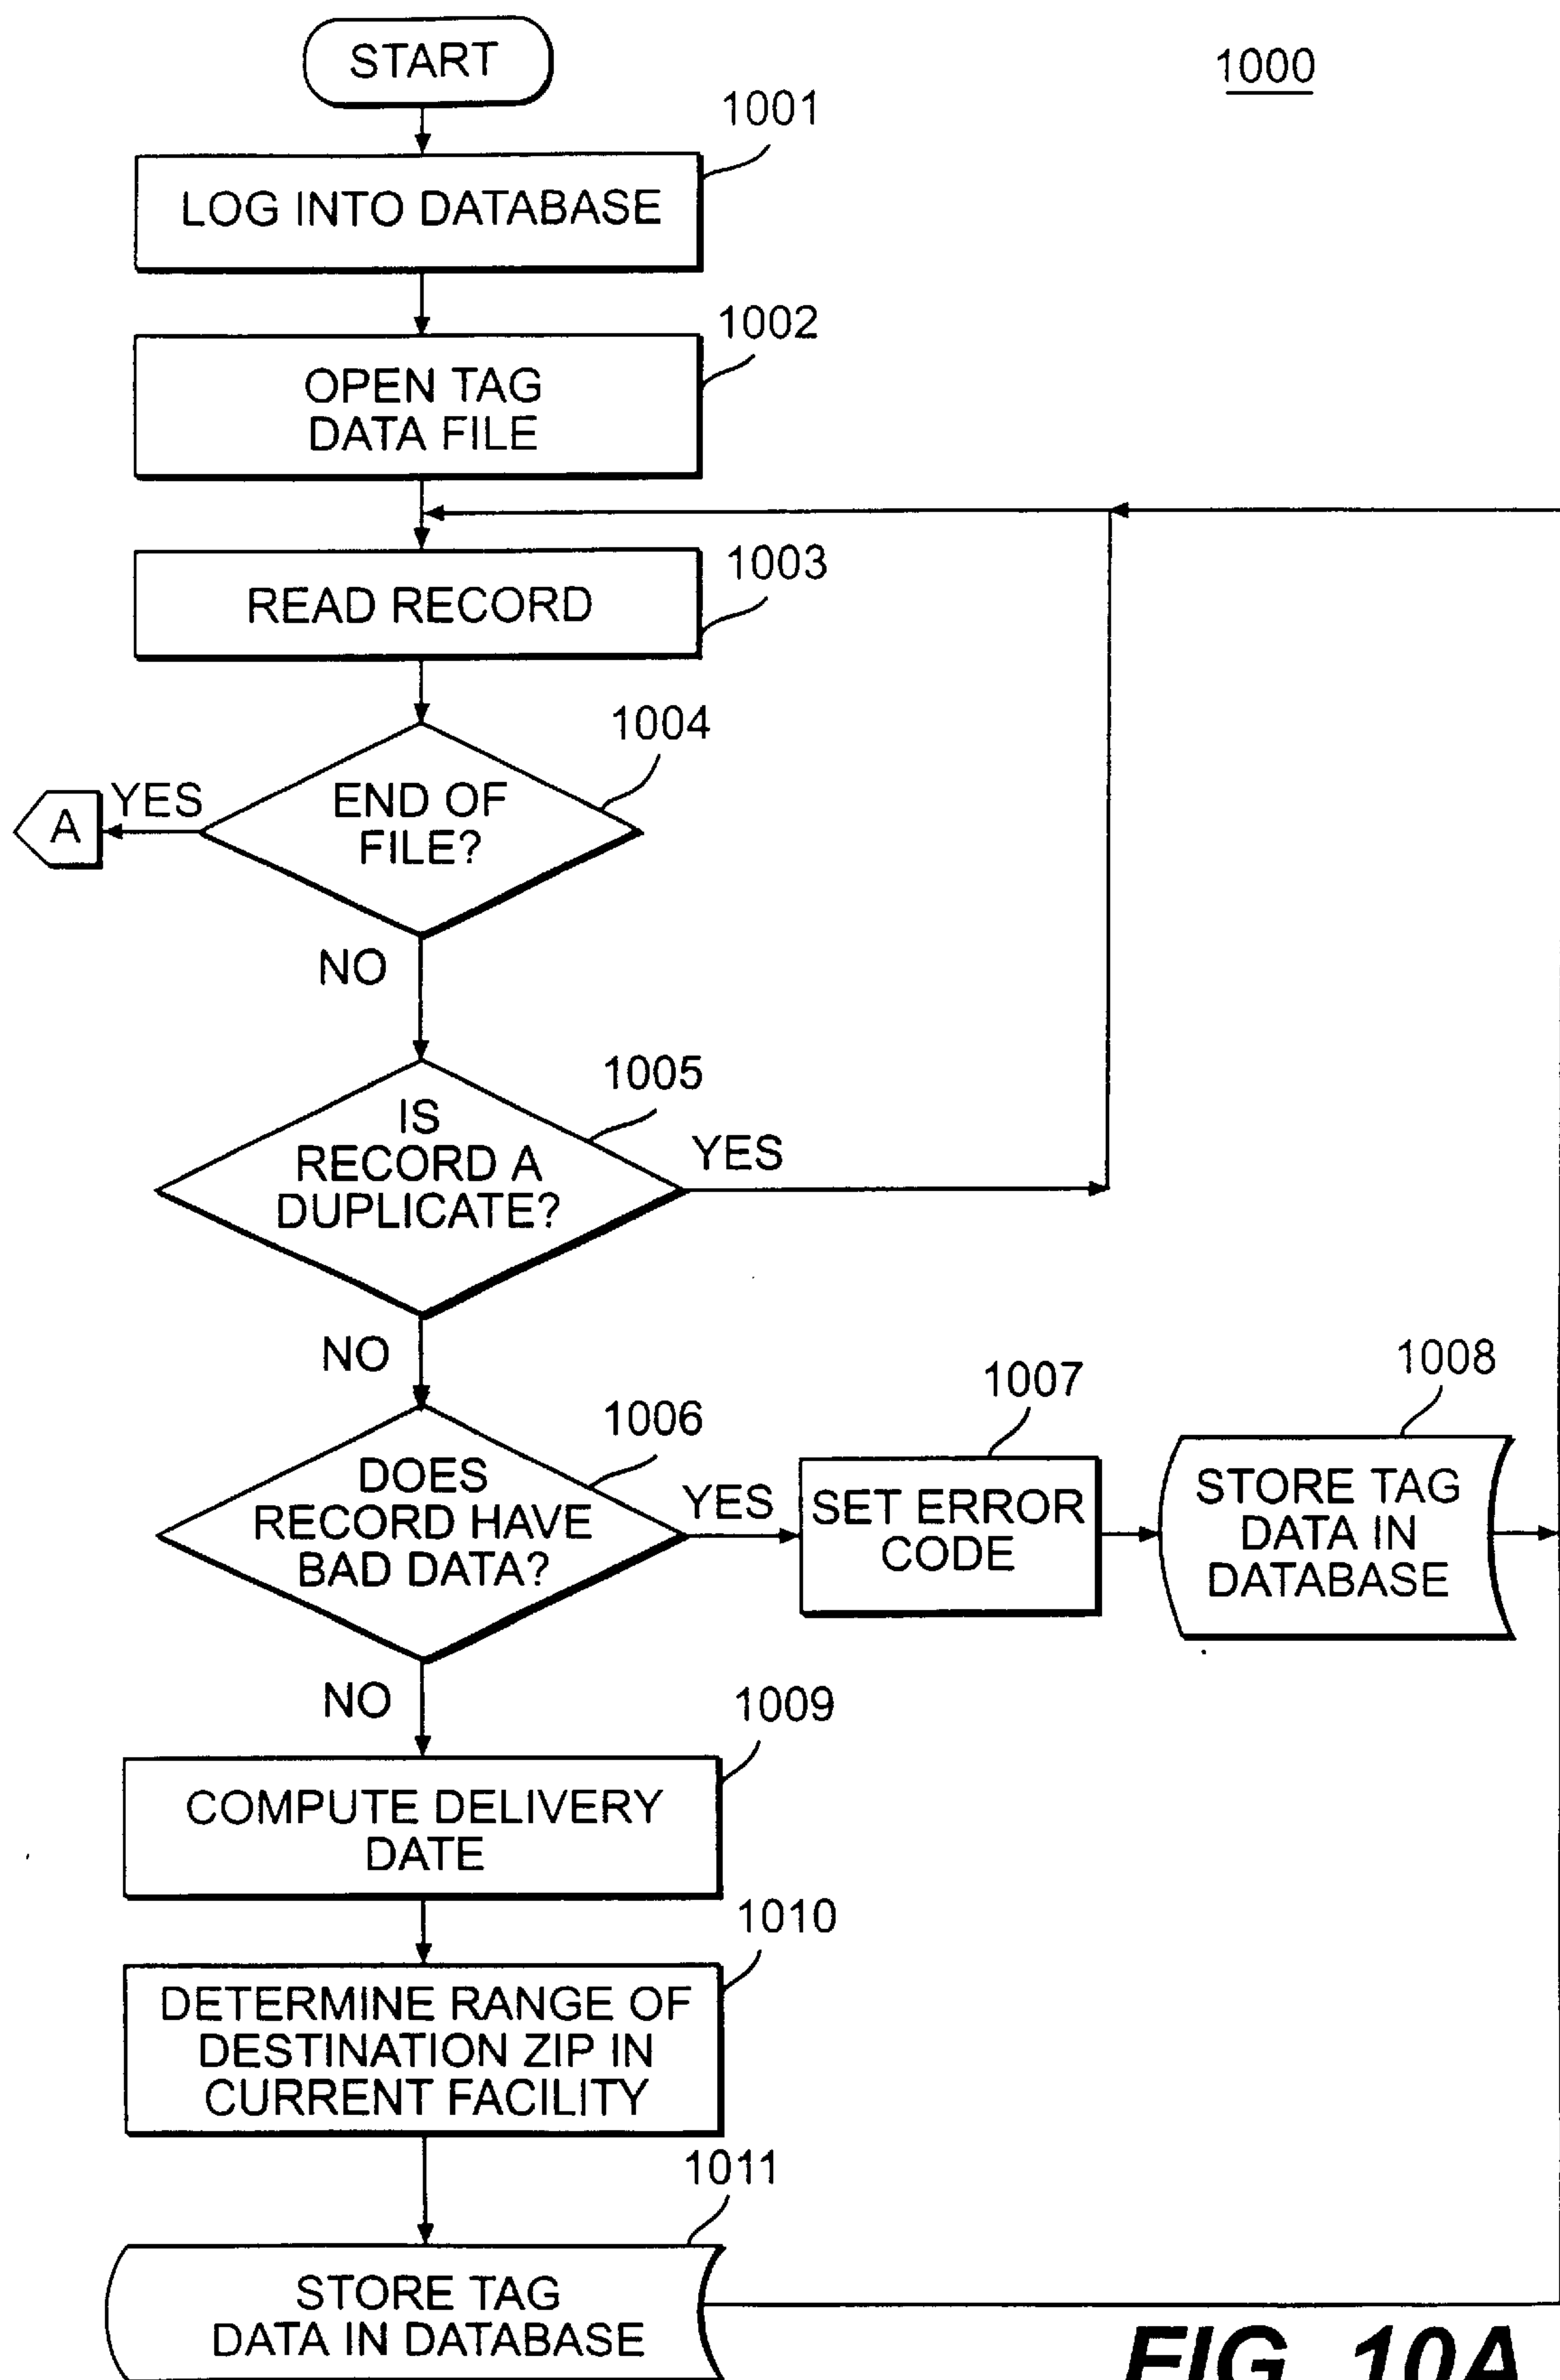 START
1000
1001
LOG INTO DATABASE
1002
OPEN TAG
DATA FILE
1003
READ RECORD
1004
END OF
FILE?
YES
A
NO
1005
IS
RECORD A
DUPLICATE?
YES
NO
1006
DOES
RECORD HAVE
BAD DATA?
YES
1007
SET ERROR
CODE
1008
STORE TAG
DATA IN
DATABASE
NO
1009
COMPUTE DELIVERY
DATE
1010
DETERMINE RANGE OF
DESTINATION ZIP IN
CURRENT FACILITY
1011
STORE TAG
DATA IN DATABASE
FIG. 10A